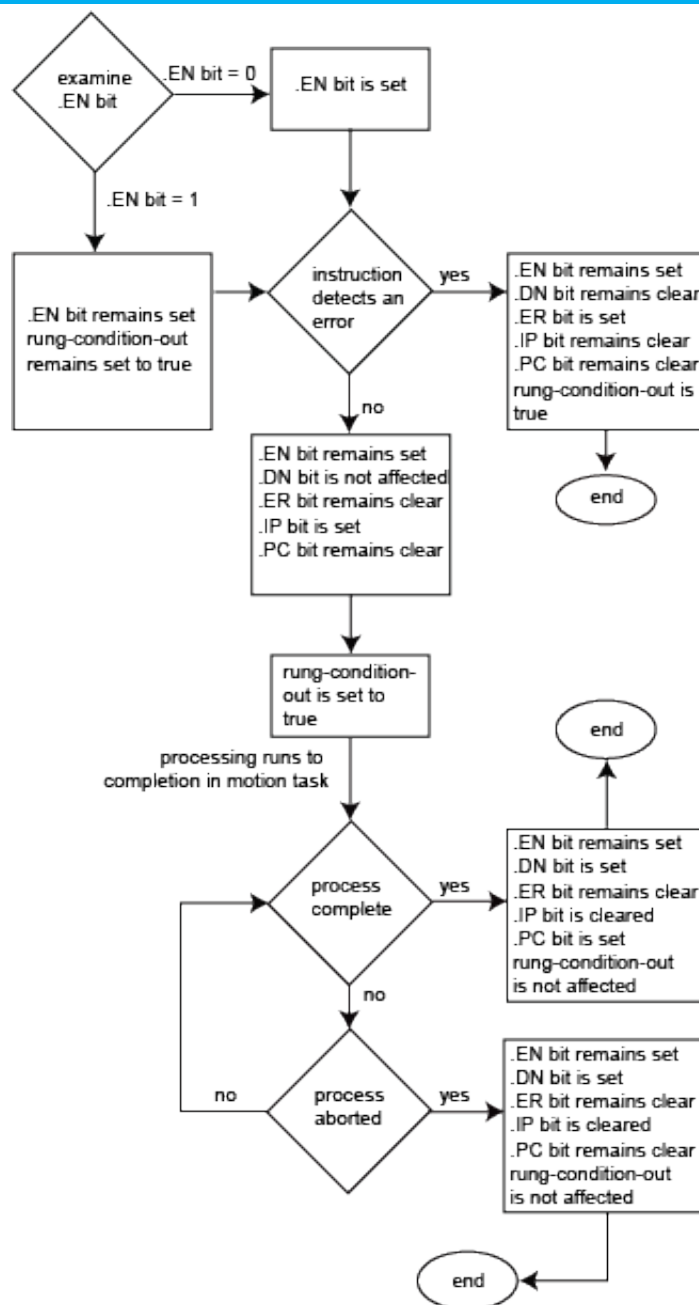 examine
.EN bit
.EN bit = 0
.EN bit is set
.EN bit = 1
.EN bit remains set
rung-condition-out
remains set to true
instruction
detects an
error
yes
.EN bit remains set
.DN bit remains clear
.ER bit is set
.IP bit remains clear
.PC bit remains clear
rung-condition-out is
true
end
no
.EN bit remains set
.DN bit is not affected
.ER bit remains clear
.IP bit is set
.PC bit remains clear
rung-condition-
out is set to
true
processing runs to
completion in motion task
process
complete
yes
end
.EN bit remains set
.DN bit is set
.ER bit remains clear
.IP bit is cleared
.PC bit is set
rung-condition-out
is not affected
no
process
aborted
no
yes
.EN bit remains set
.DN bit is set
.ER bit remains clear
.IP bit is cleared
.PC bit remains clear
rung-condition-out
is not affected
end